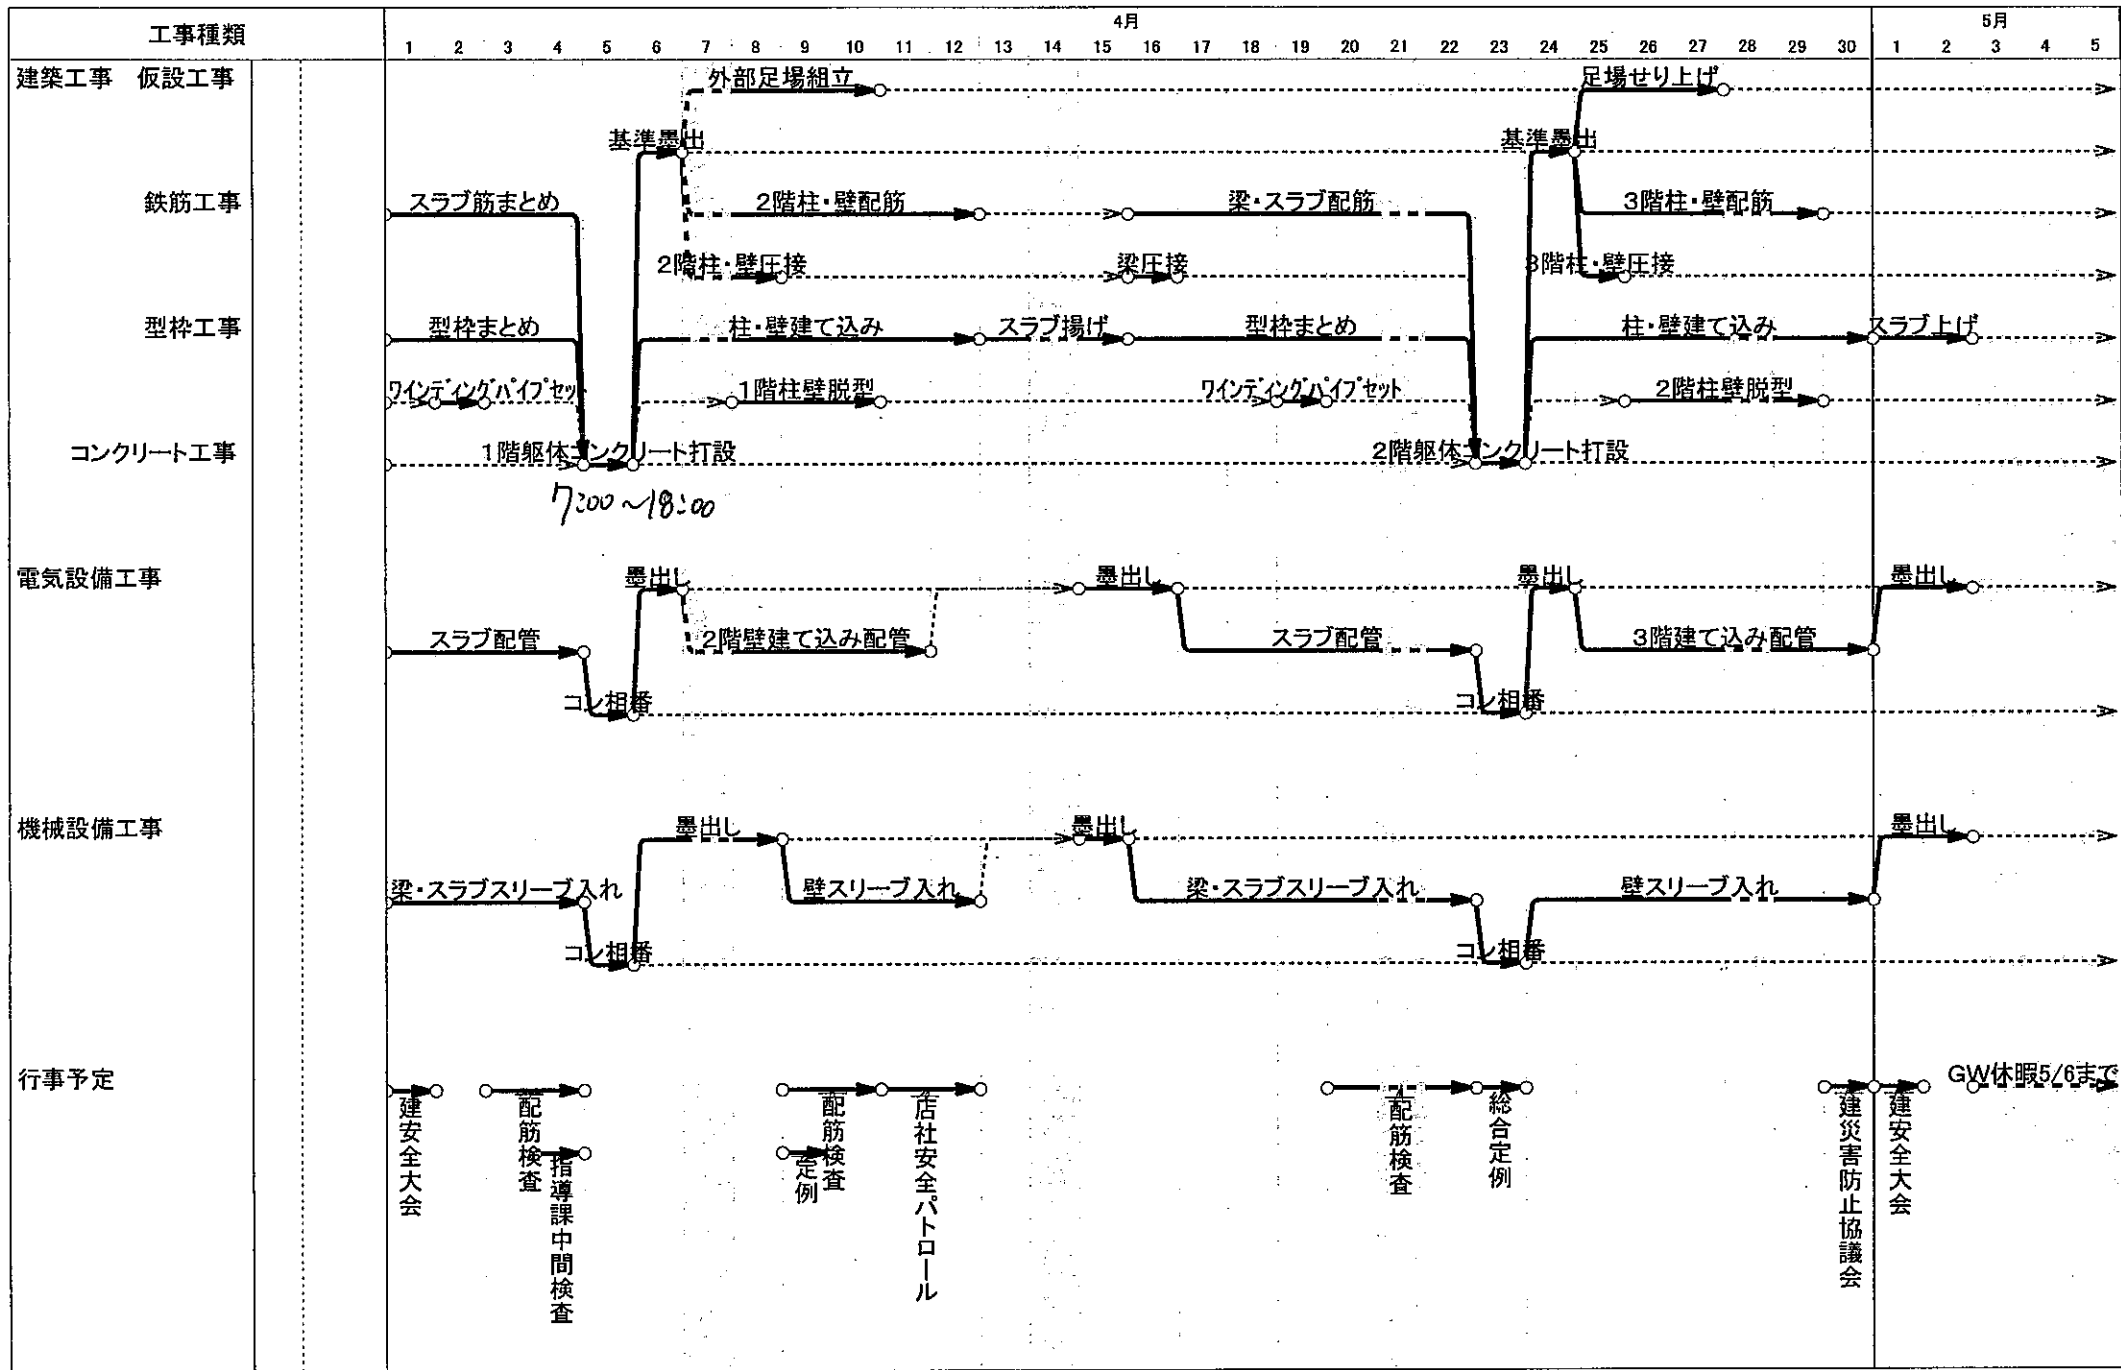 工事種類
4月
5月
1 2 3 4 5 6 7 8 9 10 11 12 13 14 15 16 17 18 19 20 21 22 23 24 25 26 27 28 29 30 1 2 3 4 5
建築工事 仮設工事
外部足場組立
足場せり上げ
基準墨出
基準墨出
鉄筋工事
スラブ筋まとめ
2階柱・壁配筋
梁・スラブ配筋
3階柱・壁配筋
2階柱・壁圧接
梁圧接
3階柱・壁圧接
型枠工事
型枠まとめ
柱・壁建て込み
スラブ揚げ
型枠まとめ
柱・壁建て込み
スラブ上げ
ワインディングパイプセット
1階柱壁脱型
ワインディングパイプセット
2階柱壁脱型
コンクリート工事
1階躯体コンクリート打設
2階躯体コンクリート打設
7:00~18:00
電気設備工事
墨出し
墨出し
墨出し
墨出し
スラブ配管
2階壁建て込み配管
スラブ配管
3階建て込み配管
コン相番
コン相番
機械設備工事
墨出し
墨出し
墨出し
梁・スラブスリーブ入れ
壁スリーブ入れ
梁・スラブスリーブ入れ
壁スリーブ入れ
コン相番
コン相番
行事予定
GW休暇5/6まで
建安全大会
配筋検査
指導課中間検査
定例
配筋検査
店社安全パトロール
配筋検査
総合定例
建災害防止協議会
建安全大会